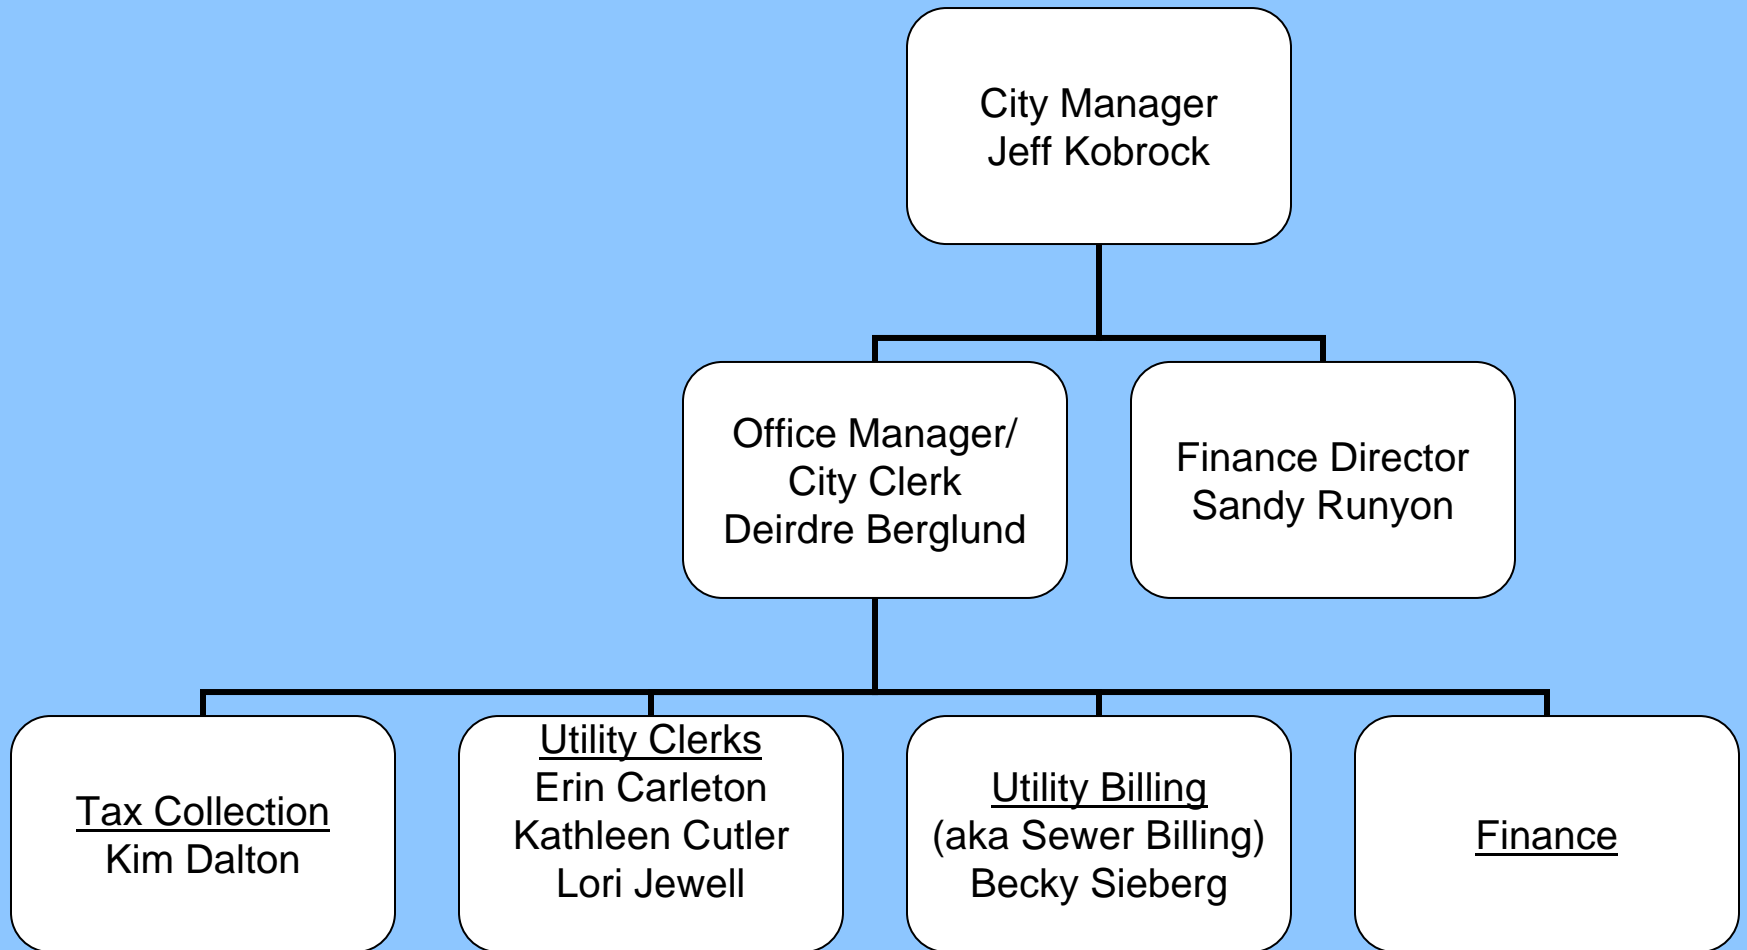 City Manager
Jeff Kobrock
Office Manager/
City Clerk
Deirdre Berglund
Finance Director
Sandy Runyon
Tax Collection
Kim Dalton
Utility Clerks
Erin Carleton
Kathleen Cutler
Lori Jewell
Utility Billing
(aka Sewer Billing)
Becky Sieberg
Finance